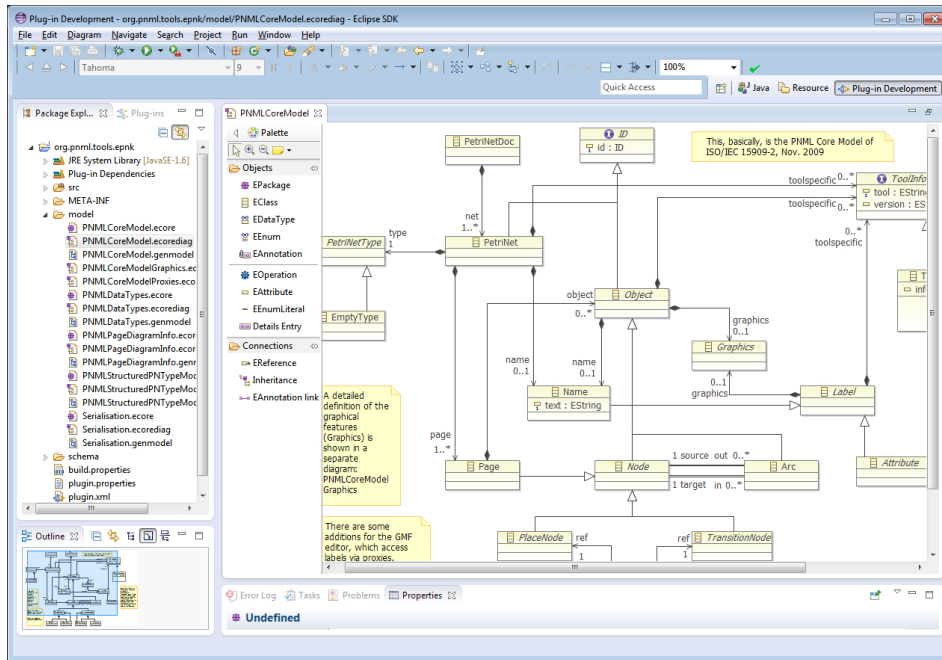 Plug-in Development - org.pnml.tools.epnk/model/PNMLCoreModel.ecorediag - Eclipse SDK
File Edit Diagram Navigate Search Project Run Window Help
Tahoma 9 B I A 100%
Quick Access Java Resource Plug-in Development
Package Expl... Plug-ins
org.pnml.tools.epnk
JRE System Library [JavaSE-1.6]
Plug-in Dependencies
src
META-INF
model
PNMLCoreModel.ecore
PNMLCoreModel.ecorediag
PNMLCoreModel.genmodel
PNMLCoreModelGraphics.ec
PNMLCoreModelProxies.eco
PNMLDataTypes.ecore
PNMLDataTypes.ecorediag
PNMLDataTypes.genmodel
PNMLPageDiagramInfo.ecor
PNMLPageDiagramInfo.ecor
PNMLPageDiagramInfo.genm
PNMLStructuredPNTypeMod
PNMLStructuredPNTypeMod
PNMLStructuredPNTypeMod
Serialisation.ecore
Serialisation.ecorediag
Serialisation.genmodel
schema
build.properties
plugin.properties
plugin.xml
Outline
PNMLCoreModel
Palette
Objects
EPackage
EClass
EDataType
EEnum
EAnnotation
EOperation
EAttribute
EEnumLiteral
Details Entry
Connections
EReference
Inheritance
EAnnotation link
PetriNetDoc
ID
id : ID
This, basically, is the PNML Core Model of
ISO/IEC 15909-2, Nov. 2009
toolspecific 0..*
toolspecific 0..*
ToolInfo
tool : EString
version : ES
0..*
toolspecific
net
1..*
type
1
PetriNetType
PetriNet
T
inf
EmptyType
object
0..*
Object
graphics
0..1
Graphics
0..1
graphics
name
0..1
name
0..1
Name
text : EString
Label
A detailed
definition of the
graphical
features
(Graphics) is
shown in a
separate
diagram:
PNMLCoreModel
Graphics
page
1..*
Page
Node
1 source out 0..*
1 target in 0..*
Arc
Attribute
There are some
additions for the GMF
editor, which access
labels via proxies.
PlaceNode
ref
1
ref
1
TransitionNode
Error Log Tasks Problems Properties
Undefined